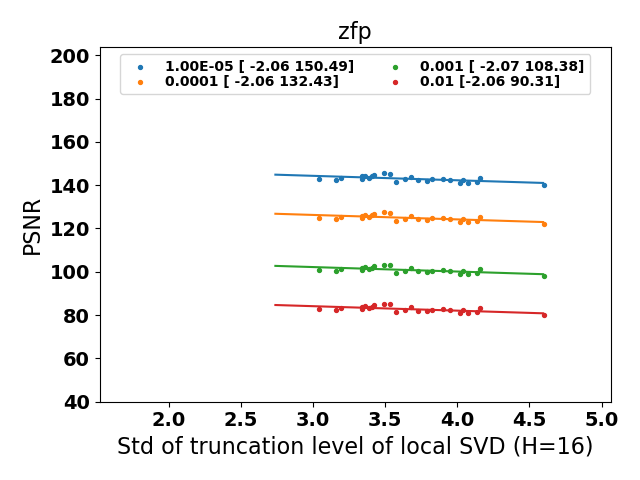 zfp
1.00E-05 [ -2.06 150.49]
0.0001 [ -2.06 132.43]
0.001 [ -2.07 108.38]
0.01 [-2.06 90.31]
PSNR
200
180
160
140
120
100
80
60
40
2.0 2.5 3.0 3.5 4.0 4.5 5.0
Std of truncation level of local SVD (H=16)